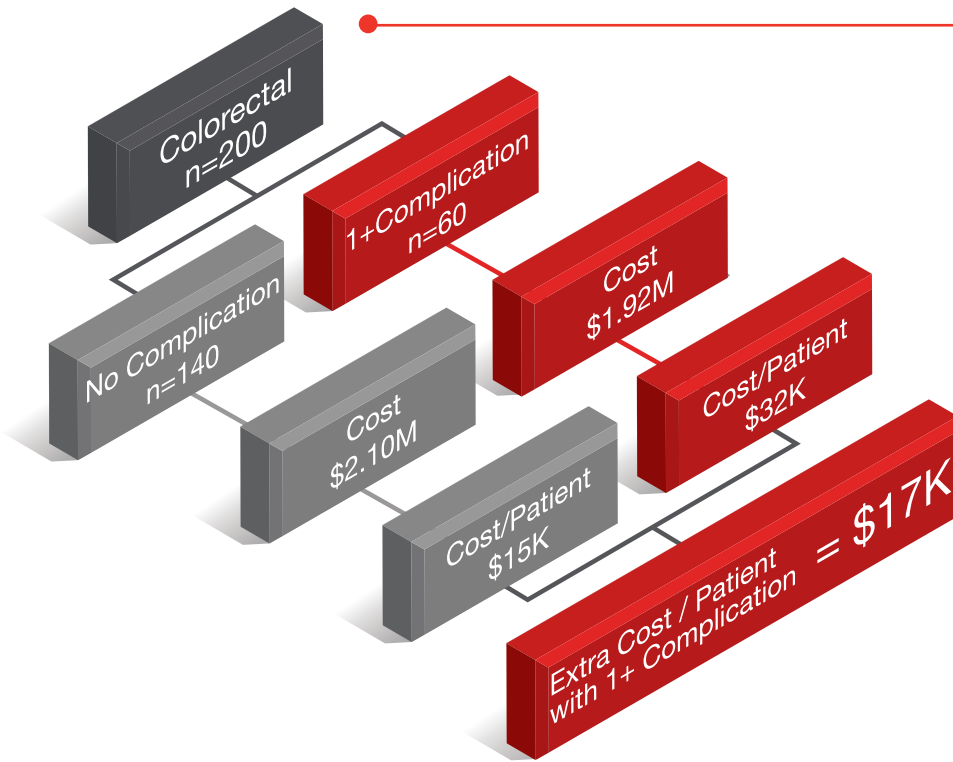 Colorectal
n=200
1+Complication
n=60
Cost
$1.92M
Cost/Patient
$32K
No Complication
n=140
Cost
$2.10M
Cost/Patient
$15K
Extra Cost / Patient
with 1+ Complication
= $17K